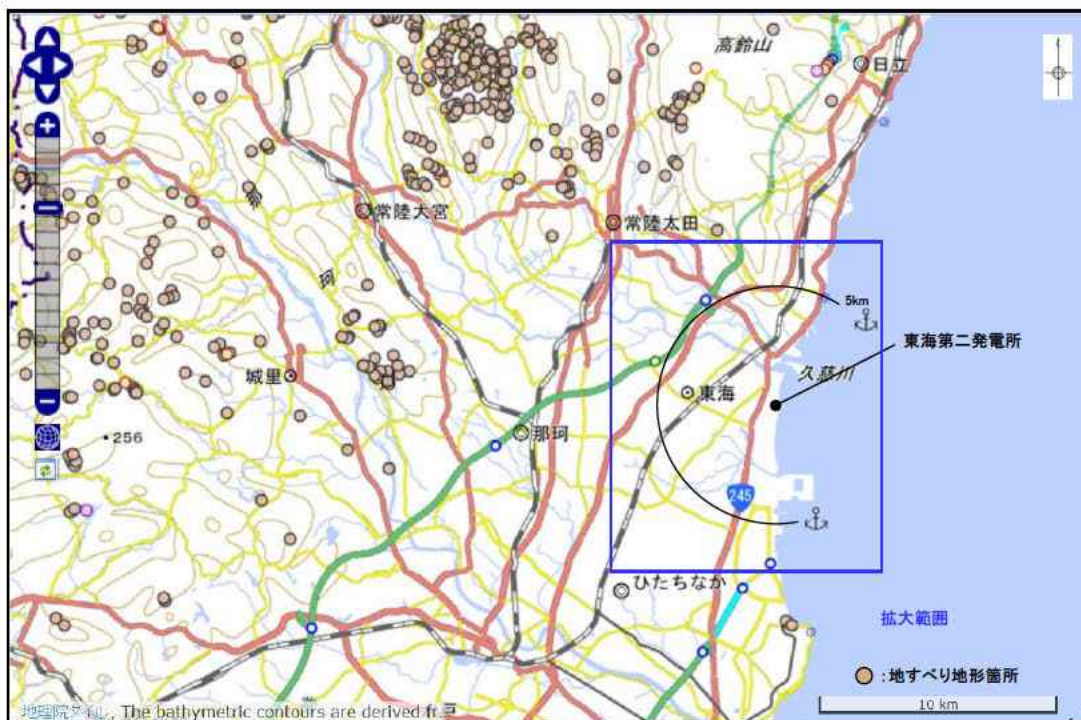 高鈴山
日立
常陸大宮
常陸太田
那
珂
5km
東海第二発電所
久慈川
城里
東海
256
那珂
245
ひたちなか
拡大範囲
:地すべり地形箇所
10 km
地理院タイル, The bathymetric contours are derived fr